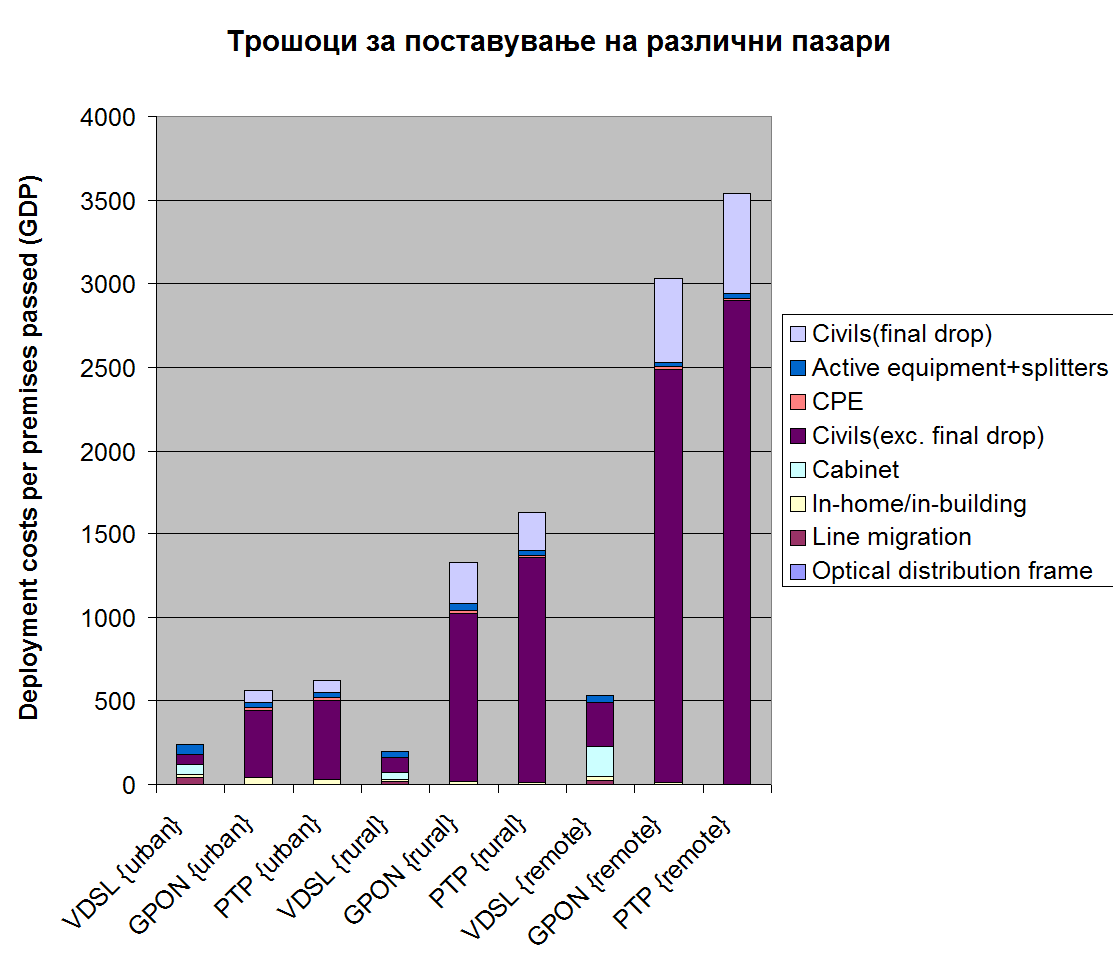 Трошоци за поставување на различни пазари
Deployment costs per premises passed (GDP)
4000
3500
3000
2500
2000
1500
1000
500
0
VDSL {urban}
GPON {urban}
PTP {urban}
VDSL {rural}
GPON {rural}
PTP {rural}
VDSL {remote}
GPON {remote}
PTP {remote}
Civils(final drop)
Active equipment+splitters
CPE
Civils(exc. final drop)
Cabinet
In-home/in-building
Line migration
Optical distribution frame